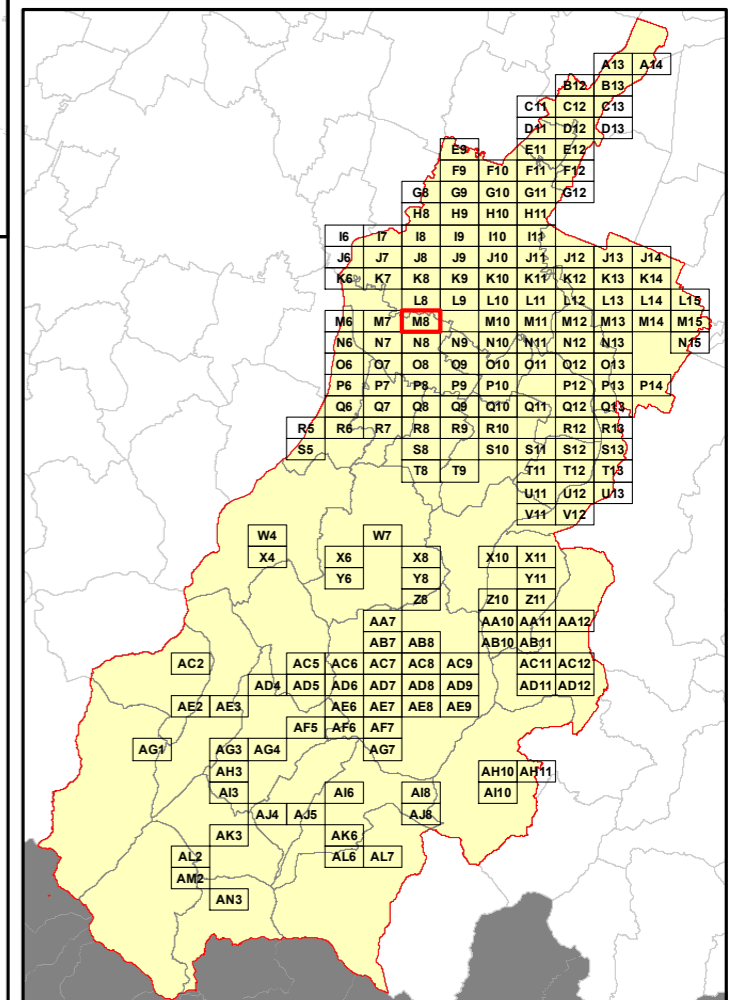 A13 A14
B12 B13
C11 C12 C13
D11 D12 D13
E9 E11 E12
F9 F10 F11 F12
G8 G9 G10 G11 G12
H8 H9 H10 H11
I6 I7 I8 I9 I10 I11
J6 J7 J8 J9 J10 J11 J12 J13 J14
K6 K7 K8 K9 K10 K11 K12 K13 K14
L8 L9 L10 L11 L12 L13 L14 L15
M6 M7 M8 M10 M11 M12 M13 M14 M15
N6 N7 N8 N9 N10 N11 N12 N13 N15
O6 O7 O8 O9 O10 O11 O12 O13
P6 P7 P8 P9 P10 P12 P13 P14
Q6 Q7 Q8 Q9 Q10 Q11 Q12 Q13
R5 R6 R7 R8 R9 R10 R12 R13
S5 S8 S10 S11 S12 S13
T8 T9 T11 T12 T13
U11 U12 U13
V11 V12
W4 W7
X4 X6 X8 X10 X11
Y6 Y8 Y11
Z8 Z10 Z11
AA7 AA10 AA11 AA12
AB7 AB8 AB10 AB11
AC2 AC5 AC6 AC7 AC8 AC9 AC11 AC12
AD4 AD5 AD6 AD7 AD8 AD9 AD11 AD12
AE2 AE3 AE6 AE7 AE8 AE9
AF5 AF6 AF7
AG1 AG3 AG4 AG7
AH3 AH10 AH11
AI3 AI6 AI8 AI10
AJ4 AJ5 AJ8
AK3 AK6
AL2 AL6 AL7
AM2
AN3